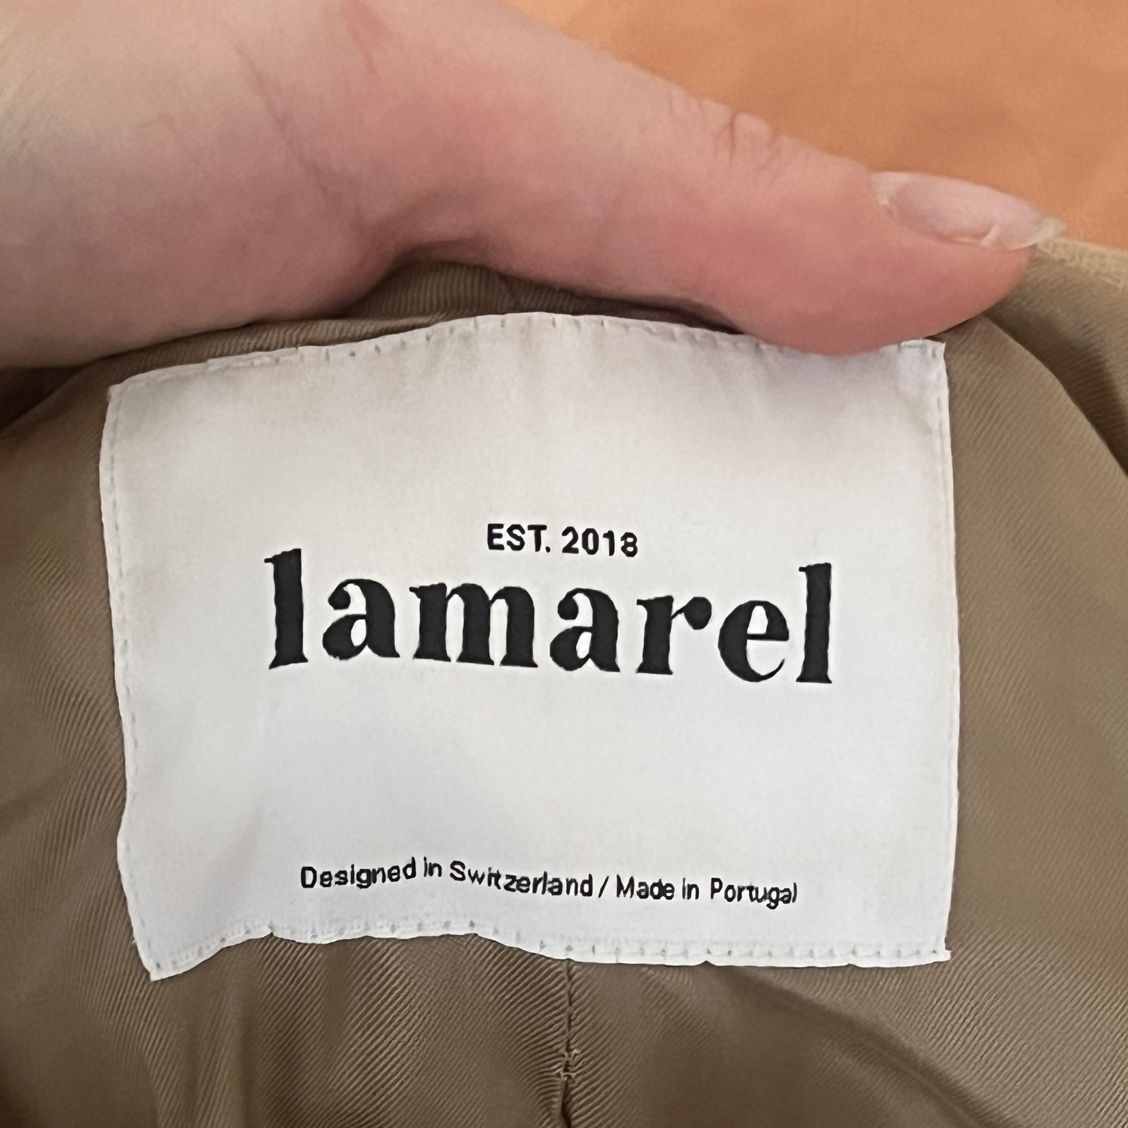 EST. 2018
lamarel
Designed in Switzerland / Made in Portugal